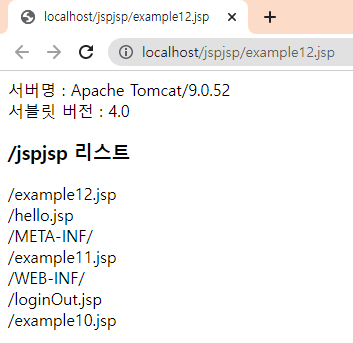 localhost/jspjsp/example12.jsp
localhost/jspjsp/example12.jsp
서버명 : Apache Tomcat/9.0.52
서블릿 버전 : 4.0
/jspjsp 리스트
/example12.jsp
/hello.jsp
/META-INF/
/example11.jsp
/WEB-INF/
/loginOut.jsp
/example10.jsp